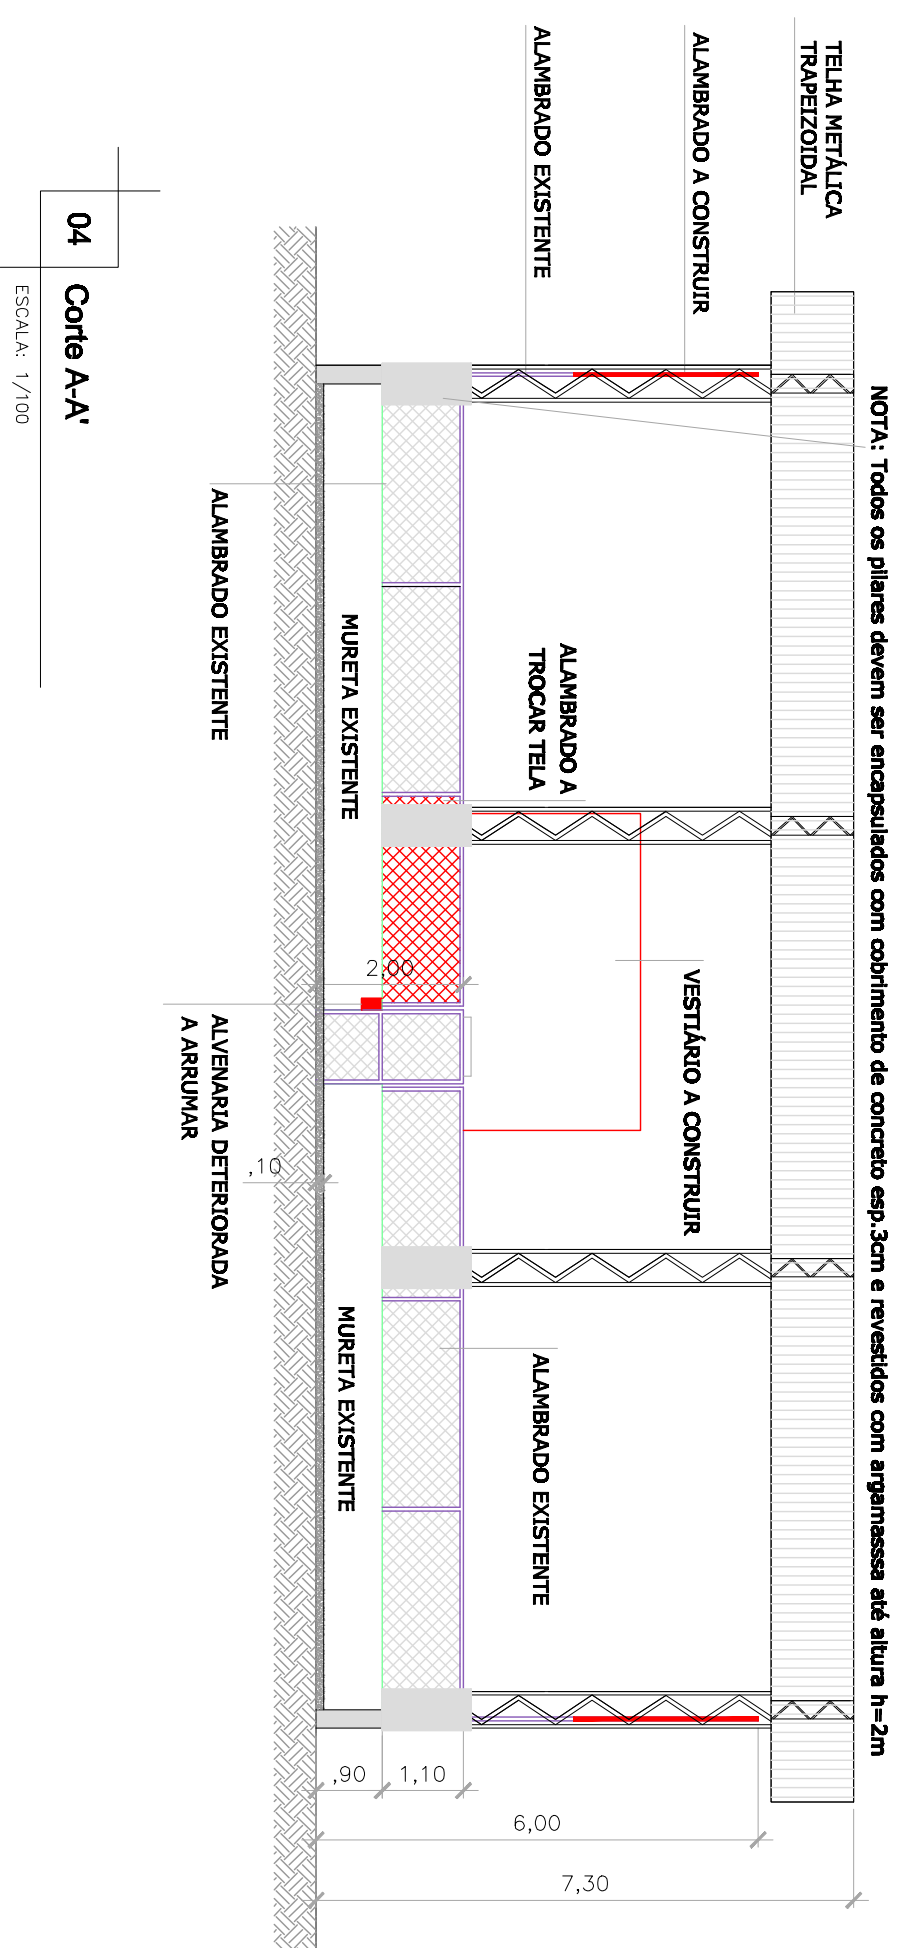 NOTA: Todos os pilares devem ser encapsulados com cobrimento de concreto esp.3cm e revestidos com argamassa até altura h=2m
TELHA METÁLICA
TRAPEIZOIDAL
ALAMBRADO A CONSTRUIR
ALAMBRADO EXISTENTE
VESTIÁRIO A CONSTRUIR
ALAMBRADO A
TROCAR TELA
ALAMBRADO EXISTENTE
MURETA EXISTENTE
MURETA EXISTENTE
2,00
,10
ALAMBRADO EXISTENTE
ALVENARIA DETERIORADA
A ARRUMAR
,90
1,10
6,00
7,30
04
Corte A-A'
ESCALA: 1/100